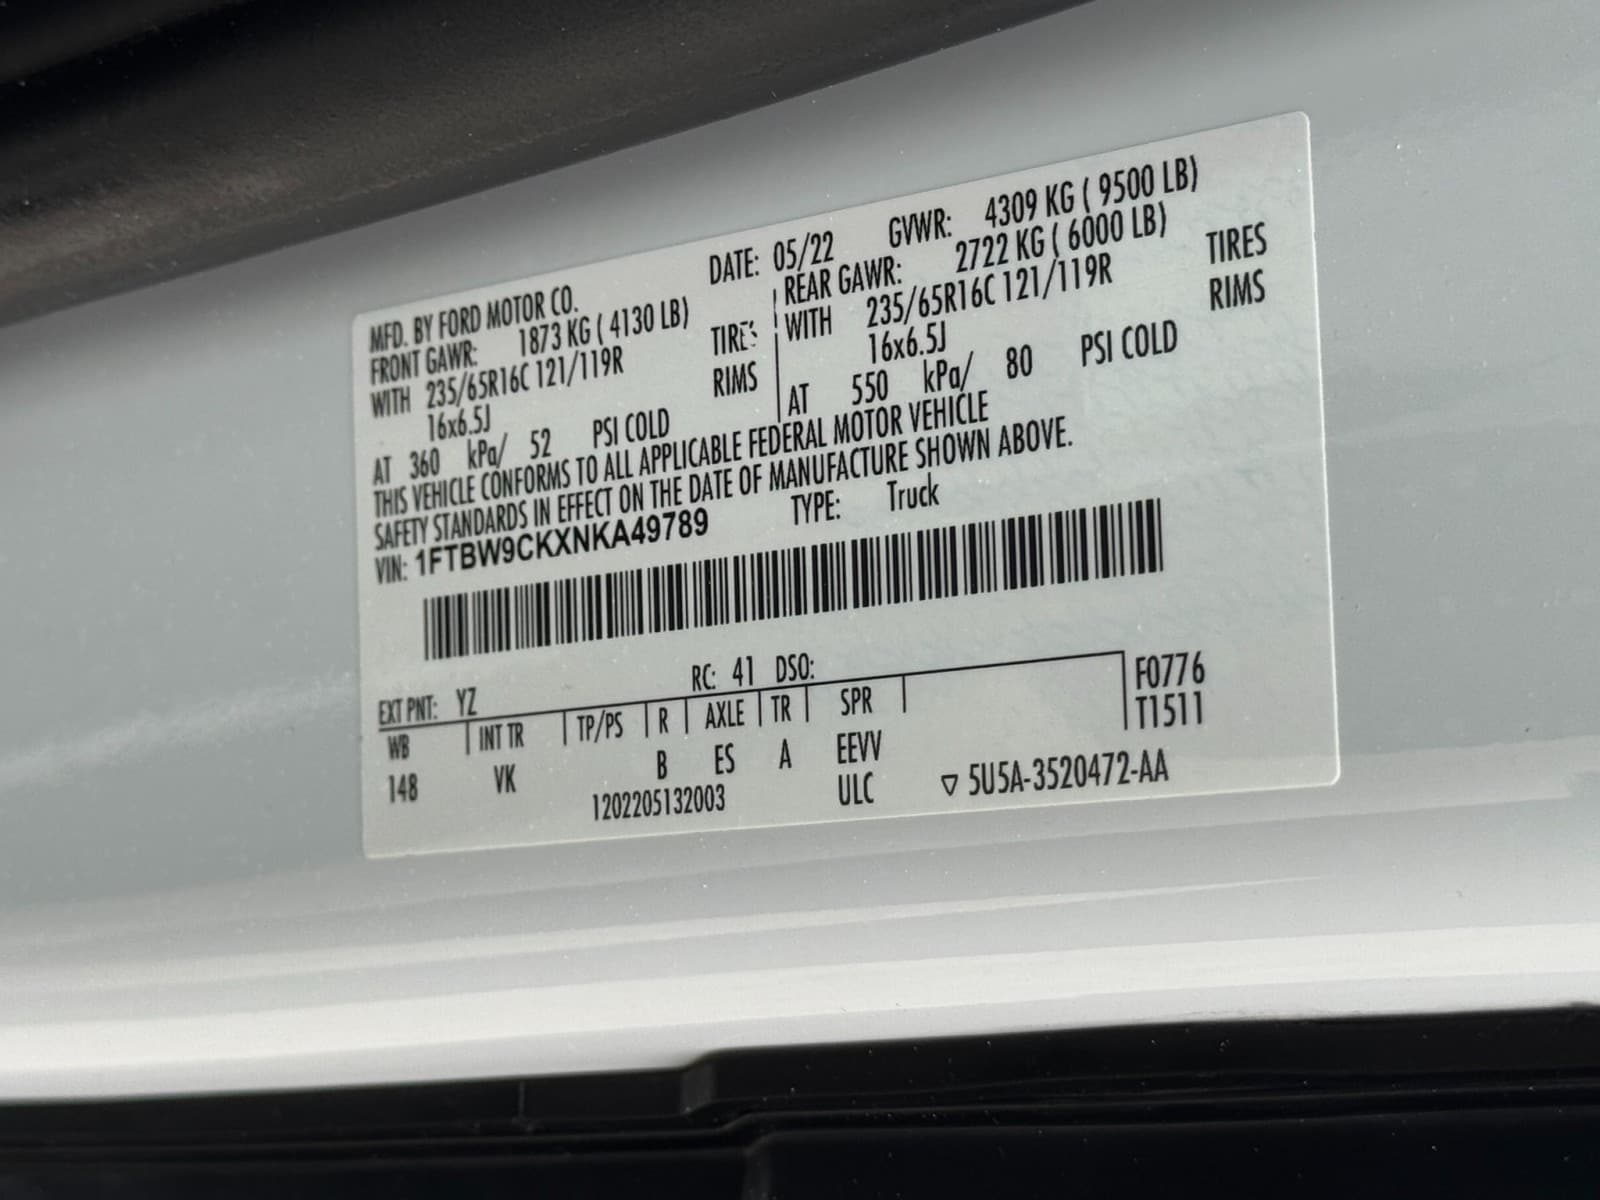 MFD. BY FORD MOTOR CO. DATE: 05/22 GVWR: 4309 KG ( 9500 LB)
FRONT GAWR: 1873 KG ( 4130 LB) REAR GAWR: 2722 KG ( 6000 LB)
WITH 235/65R16C 121/119R TIRES WITH 235/65R16C 121/119R TIRES
16x6.5J RIMS 16x6.5J RIMS
AT 360 kPa/ 52 PSI COLD AT 550 kPa/ 80 PSI COLD
THIS VEHICLE CONFORMS TO ALL APPLICABLE FEDERAL MOTOR VEHICLE
SAFETY STANDARDS IN EFFECT ON THE DATE OF MANUFACTURE SHOWN ABOVE.
VIN: 1FTBW9CKXNKA49789 TYPE: Truck
EXT PNT: YZ RC: 41 DSO: F0776
WB INT TR TP/PS R AXLE TR SPR T1511
148 VK B ES A EEVV
1202205132003 ULC ▽ 5U5A-3520472-AA